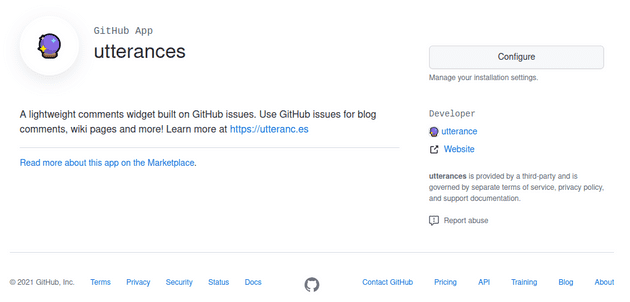 GitHub App
utterances
Configure
Manage your installation settings.
A lightweight comments widget built on GitHub issues. Use GitHub issues for blog
comments, wiki pages and more! Learn more at https://utteranc.es
Read more about this app on the Marketplace.
Developer
utterance
Website
utterances is provided by a third-party and is
governed by separate terms of service, privacy policy,
and support documentation.
Report abuse
© 2021 GitHub, Inc. Terms Privacy Security Status Docs Contact GitHub Pricing API Training Blog About